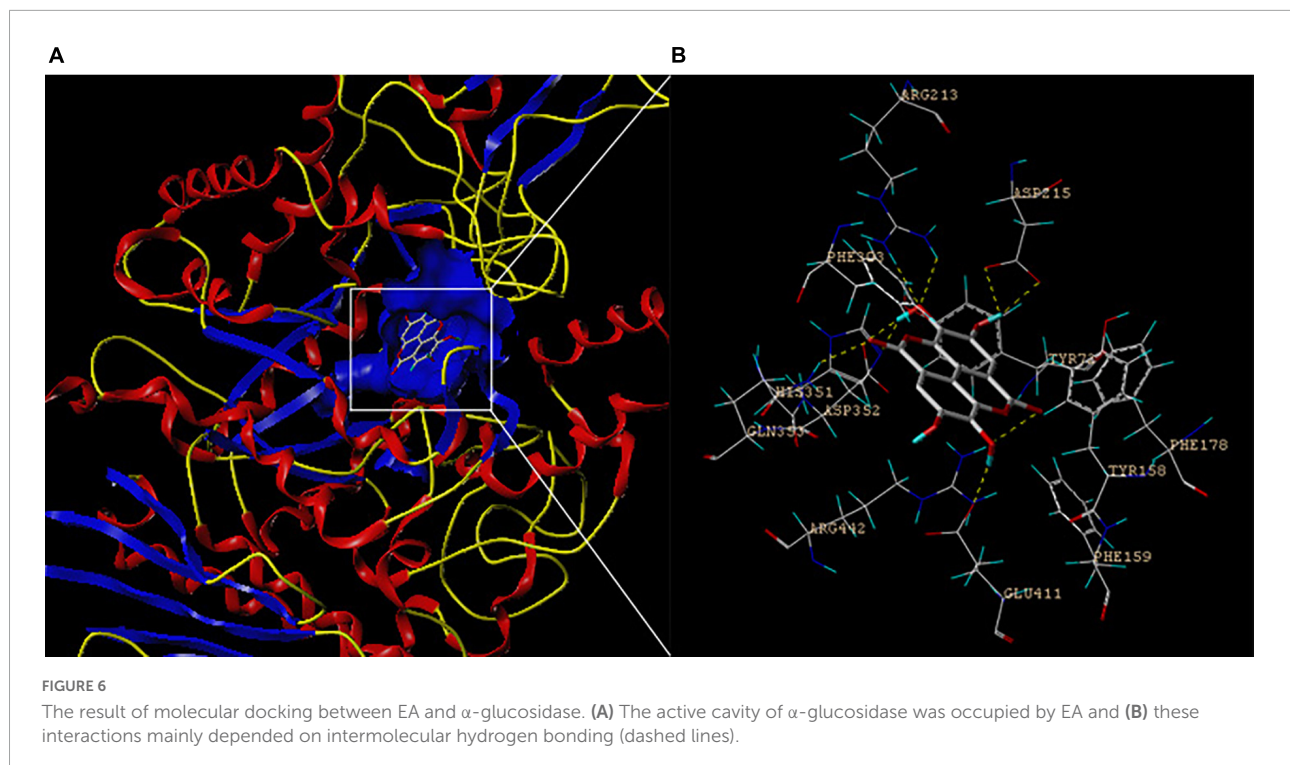 A
B
ARG213
ASP215
PHE303
TYR72
HIS351
ASP352
GLN353
PHE178
TYR158
ARG442
PHE159
GLU411
FIGURE 6
The result of molecular docking between EA and α-glucosidase. (A) The active cavity of α-glucosidase was occupied by EA and (B) these
interactions mainly depended on intermolecular hydrogen bonding (dashed lines).